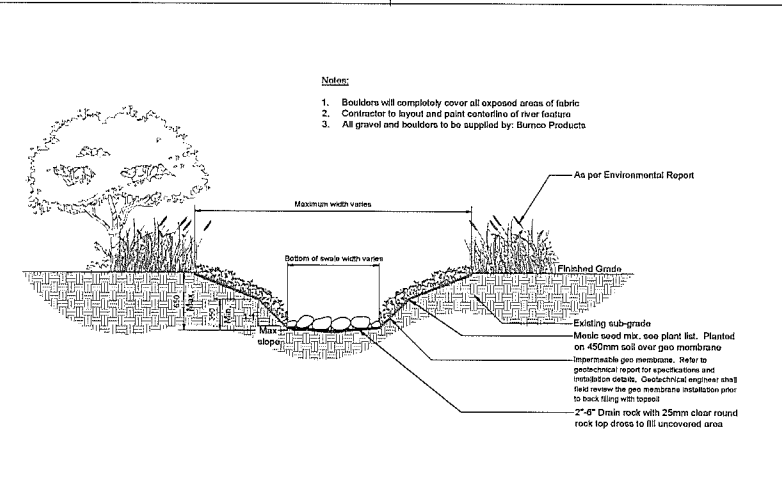 Notes:
1. Boulders will completely cover all exposed areas of fabric
2. Contractor to layout and paint centerline of river feature
3. All gravel and boulders to be supplied by: Burnco Products
As per Environmental Report
Maximum width varies
Bottom of swale width varies
Finished Grade
650
Max.
Min.
Max
slope
Existing sub-grade
Mesic seed mix, see plant list. Planted
on 450mm soil over geo membrane
Impermeable geo membrane. Refer to
geotechnical report for specifications and
installation details. Geotechnical engineer shall
field review the geo membrane installation prior
to back filling with topsoil
2"-6" Drain rock with 25mm clear round
rock top dress to fill uncovered area